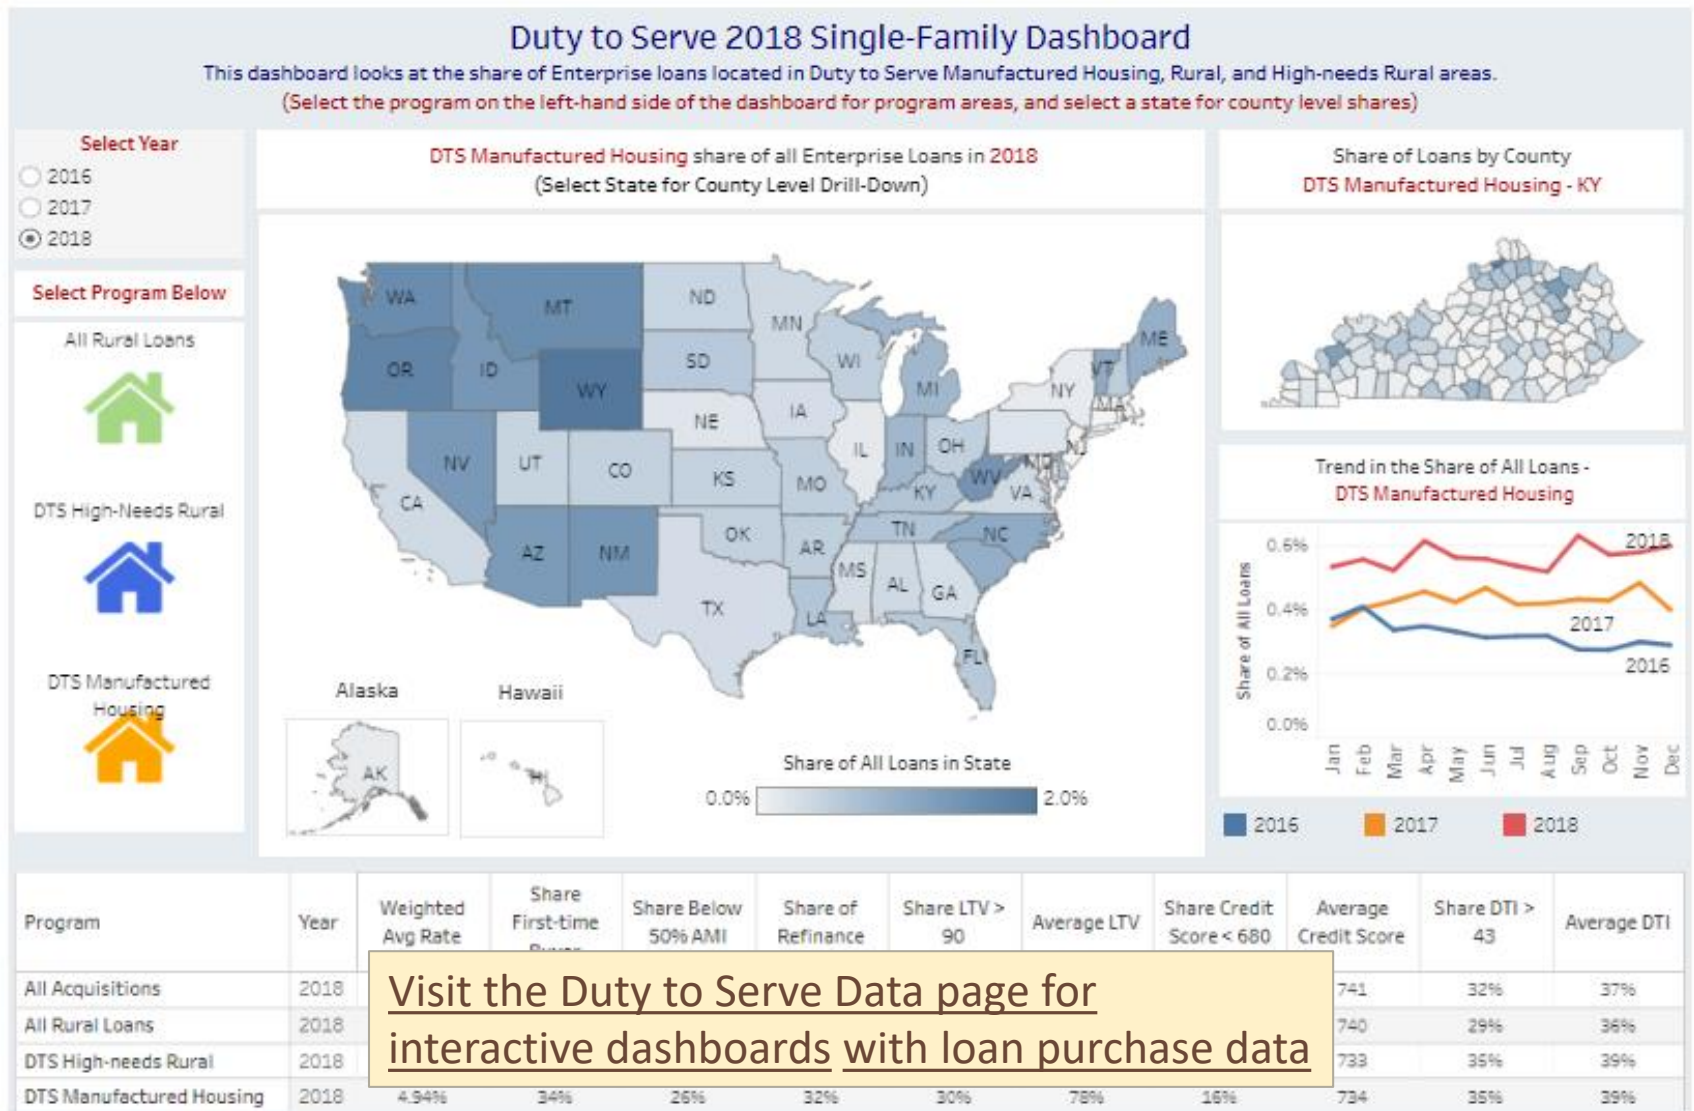 Duty to Serve 2018 Single-Family Dashboard
This dashboard looks at the share of Enterprise loans located in Duty to Serve Manufactured Housing, Rural, and High-needs Rural areas.
(Select the program on the left-hand side of the dashboard for program areas, and select a state for county level shares)
Select Year
2016
2017
2018
Select Program Below
All Rural Loans
DTS High-Needs Rural
DTS Manufactured
Housing
DTS Manufactured Housing share of all Enterprise Loans in 2018
(Select State for County Level Drill-Down)
WA
MT
ND
MN
OR
ID
WY
SD
WI
MI
ME
VT
NY
MA
NE
IA
NV
UT
CO
KS
MO
IL
IN
OH
NJ
MD
WV
VA
KY
CA
AZ
NM
OK
AR
TN
NC
MS
AL
GA
TX
LA
FL
Alaska
AK
Hawaii
HI
Share of All Loans in State
0.0%
2.0%
Share of Loans by County
DTS Manufactured Housing - KY
Trend in the Share of All Loans -
DTS Manufactured Housing
Share of All Loans
0.6%
0.4%
0.2%
0.0%
2018
2017
2016
Jan Feb Mar Apr May Jun Jul Aug Sep Oct Nov Dec
2016 2017 2018
Program Year Weighted Avg Rate Share First-time Share Below 50% AMI Share of Refinance Share LTV > 90 Average LTV Share Credit Score < 680 Average Credit Score Share DTI > 43 Average DTI
All Acquisitions 2018 741 32% 37%
All Rural Loans 2018 740 29% 36%
DTS High-needs Rural 2018 733 35% 39%
DTS Manufactured Housing 2018 4.94% 34% 26% 32% 30% 78% 16% 734 35% 39%
Visit the Duty to Serve Data page for
interactive dashboards with loan purchase data